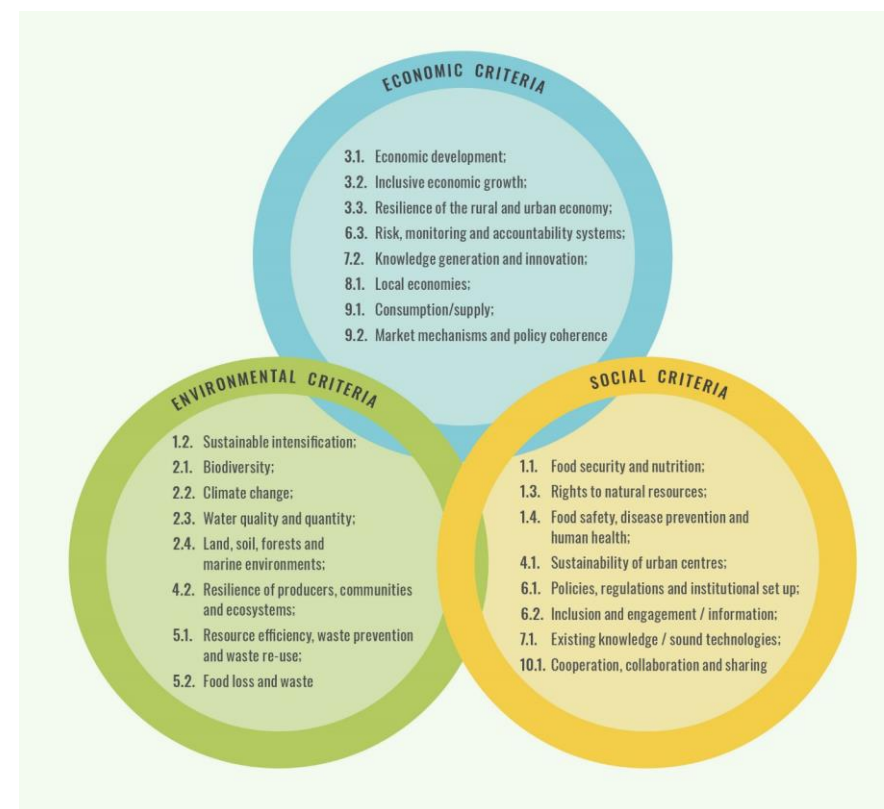 ECONOMIC CRITERIA
3.1. Economic development;
3.2. Inclusive economic growth;
3.3. Resilience of the rural and urban economy;
6.3. Risk, monitoring and accountability systems;
7.2. Knowledge generation and innovation;
8.1. Local economies;
9.1. Consumption/supply;
9.2. Market mechanisms and policy coherence
ENVIRONMENTAL CRITERIA
1.2. Sustainable intensification;
2.1. Biodiversity;
2.2. Climate change;
2.3. Water quality and quantity;
2.4. Land, soil, forests and
marine environments;
4.2. Resilience of producers, communities
and ecosystems;
5.1. Resource efficiency, waste prevention
and waste re-use;
5.2. Food loss and waste
SOCIAL CRITERIA
1.1. Food security and nutrition;
1.3. Rights to natural resources;
1.4. Food safety, disease prevention and
human health;
4.1. Sustainability of urban centres;
6.1. Policies, regulations and institutional set up;
6.2. Inclusion and engagement / information;
7.1. Existing knowledge / sound technologies;
10.1. Cooperation, collaboration and sharing